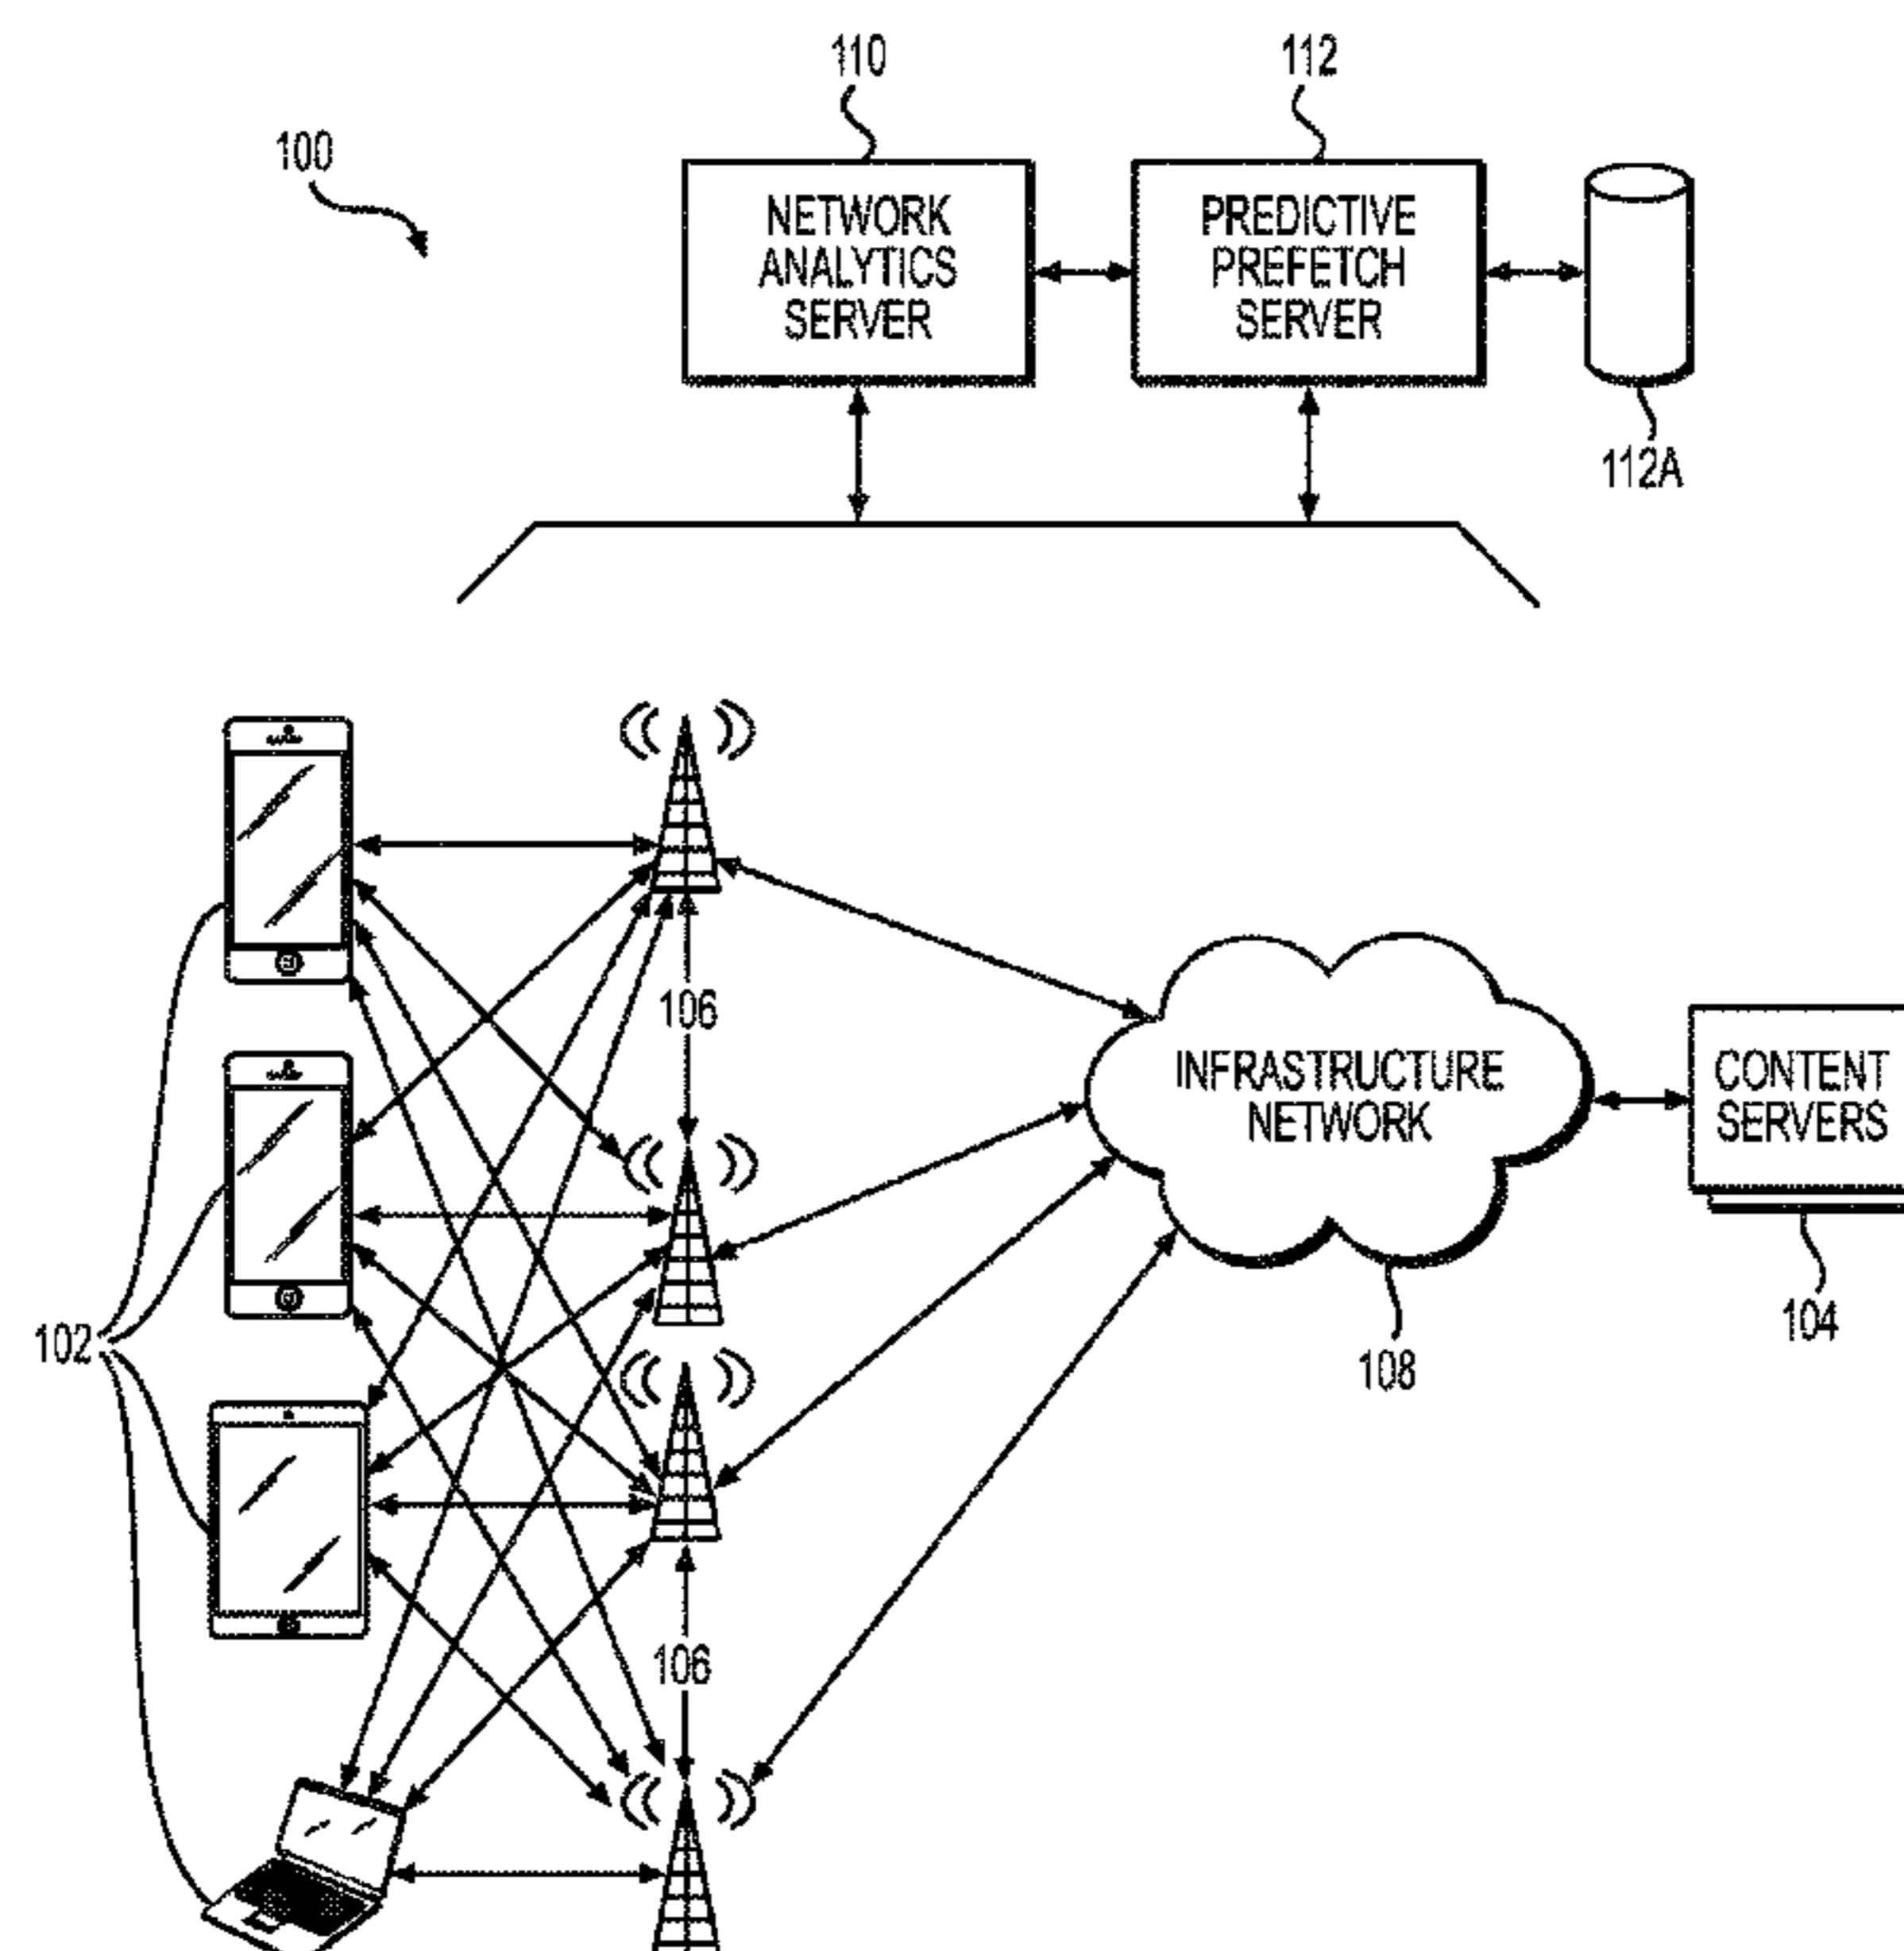 110
112
100
NETWORK
ANALYTICS
SERVER
PREDICTIVE
PREFETCH
SERVER
112A
106
INFRASTRUCTURE
NETWORK
CONTENT
SERVERS
102
104
108
106